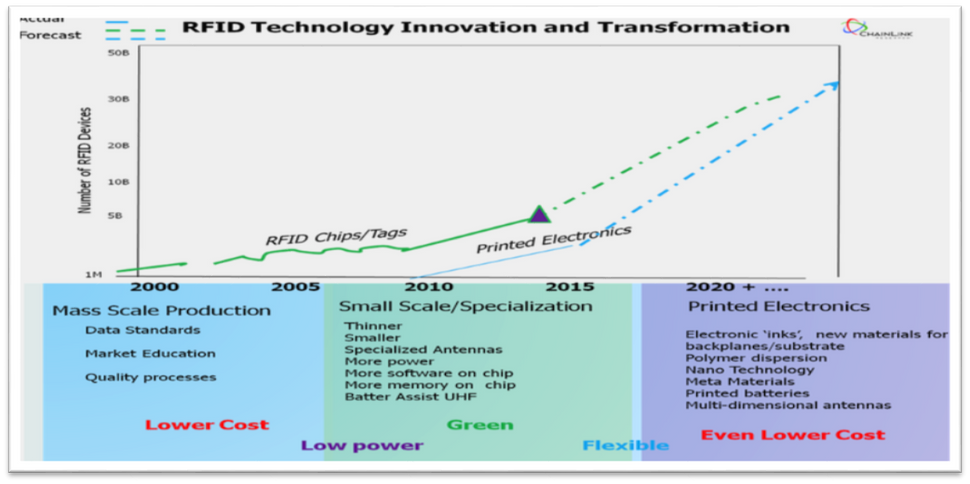 Actual
Forecast
RFID Technology Innovation and Transformation
ChainLink
Number of RFID Devices
50B
30B
20B
10B
5B
1M
RFID Chips/Tags
Printed Electronics
2000
2005
2010
2015
2020 + ....
Mass Scale Production
Data Standards
Market Education
Quality processes
Lower Cost
Small Scale/Specialization
Thinner
Smaller
Specialized Antennas
More power
More software on chip
More memory on chip
Batter Assist UHF
Green
Low power
Flexible
Printed Electronics
Electronic ‘inks’, new materials for
backplanes/substrate
Polymer dispersion
Nano Technology
Meta Materials
Printed batteries
Multi-dimensional antennas
Even Lower Cost